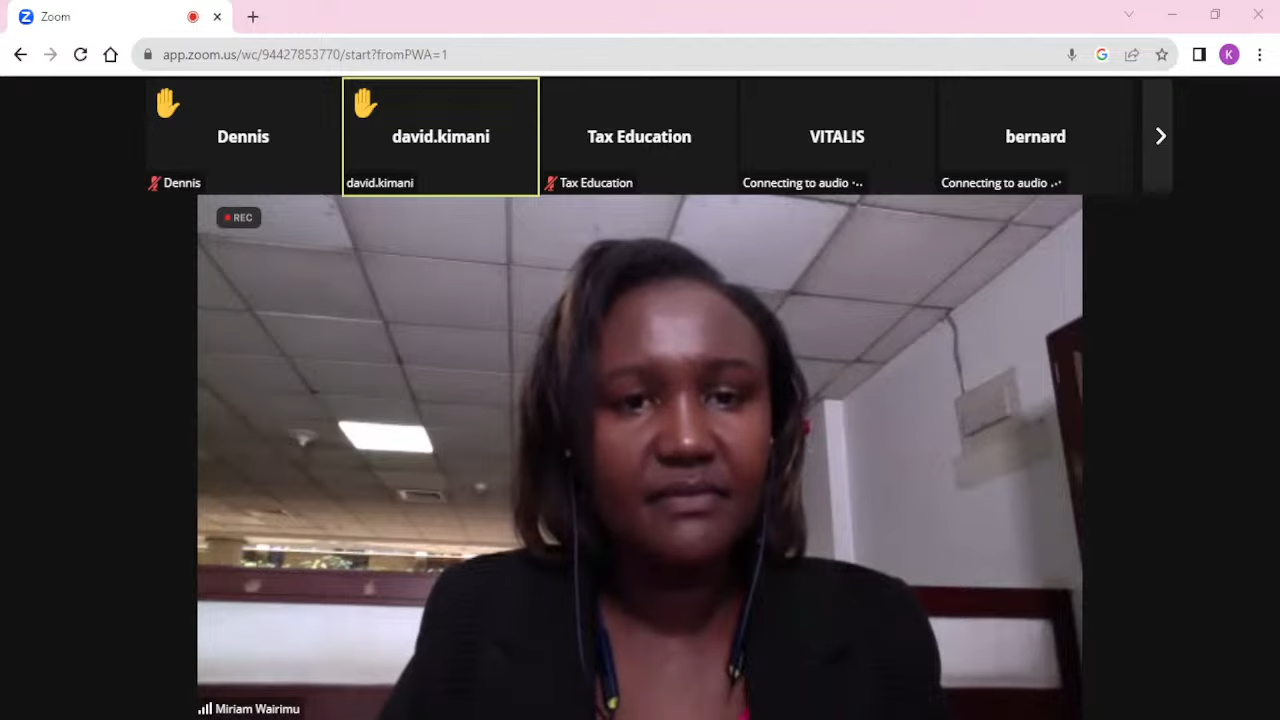 Zoom
app.zoom.us/wc/94427853770/start?fromPWA=1
K
Dennis
david.kimani
Tax Education
VITALIS
bernard
Dennis
david.kimani
Tax Education
Connecting to audio ...
Connecting to audio ...
REC
Miriam Wairimu